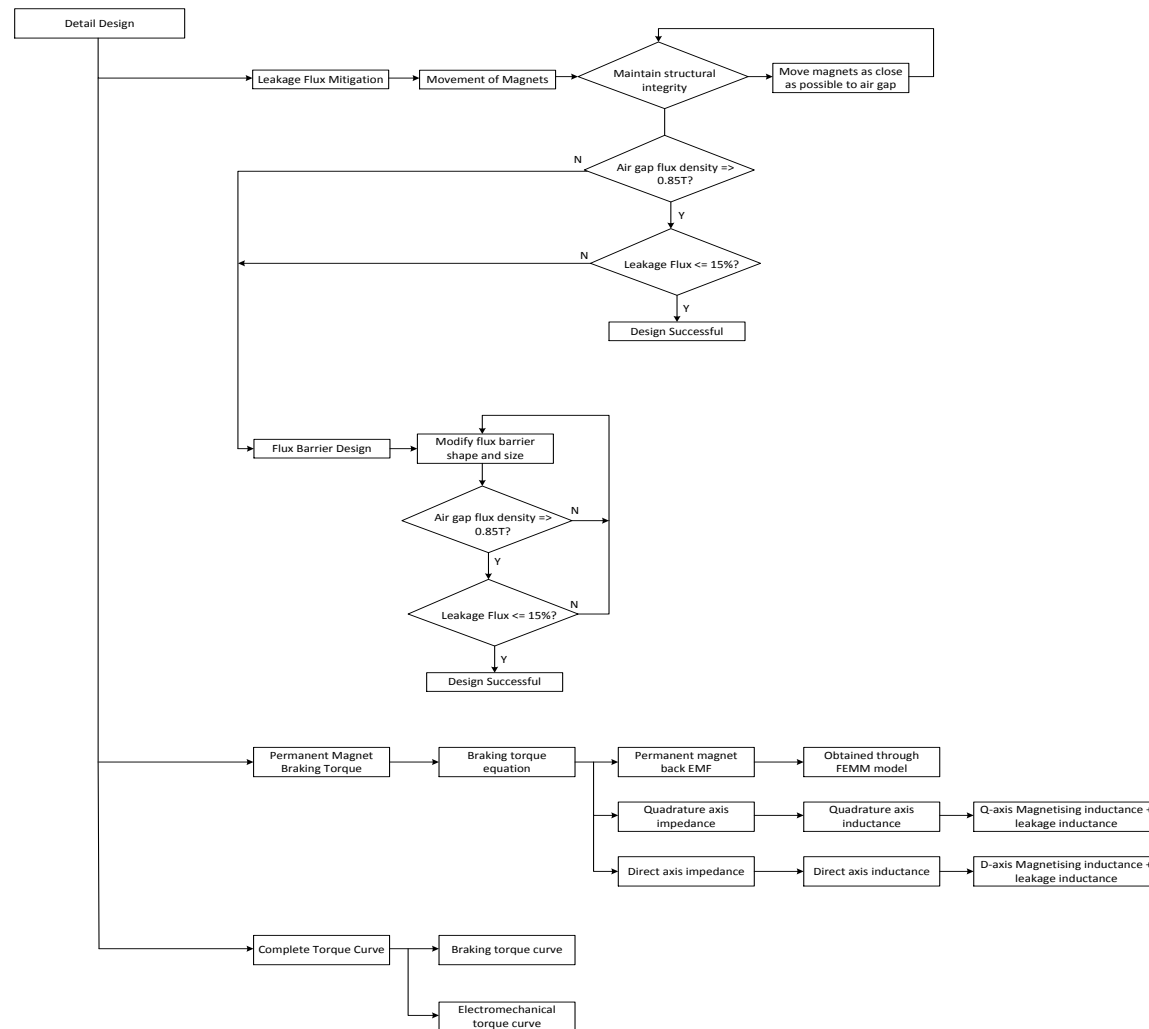 Detail Design
Leakage Flux Mitigation
Movement of Magnets
Maintain structural
integrity
Move magnets as close
as possible to air gap
N
Air gap flux density =>
0.85T?
Y
N
Leakage Flux <= 15%?
Y
Design Successful
Flux Barrier Design
Modify flux barrier
shape and size
Air gap flux density =>
0.85T?
N
Y
Leakage Flux <= 15%?
N
Y
Design Successful
Permanent Magnet
Braking Torque
Braking torque
equation
Permanent magnet
back EMF
Obtained through
FEMM model
Quadrature axis
impedance
Quadrature axis
inductance
Q-axis Magnetising inductance +
leakage inductance
Direct axis impedance
Direct axis inductance
D-axis Magnetising inductance +
leakage inductance
Complete Torque Curve
Braking torque curve
Electromechanical
torque curve